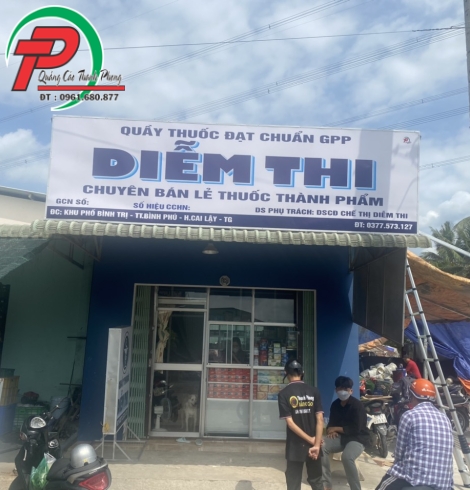 Quảng Cáo Thanh Phong
ĐT : 0961.680.877
QUẦY THUỐC ĐẠT CHUẨN GPP
DIỄM THI
CHUYÊN BÁN LẺ THUỐC THÀNH PHẨM
GCN SỐ: SỐ HIỆU CCHN: DS PHỤ TRÁCH: DSCĐ CHẾ THỊ DIỄM THI
ĐC: KHU PHỐ BÌNH TRỊ - TT.BÌNH PHÚ - H.CAI LẬY - TG ĐT: 0377.573.127